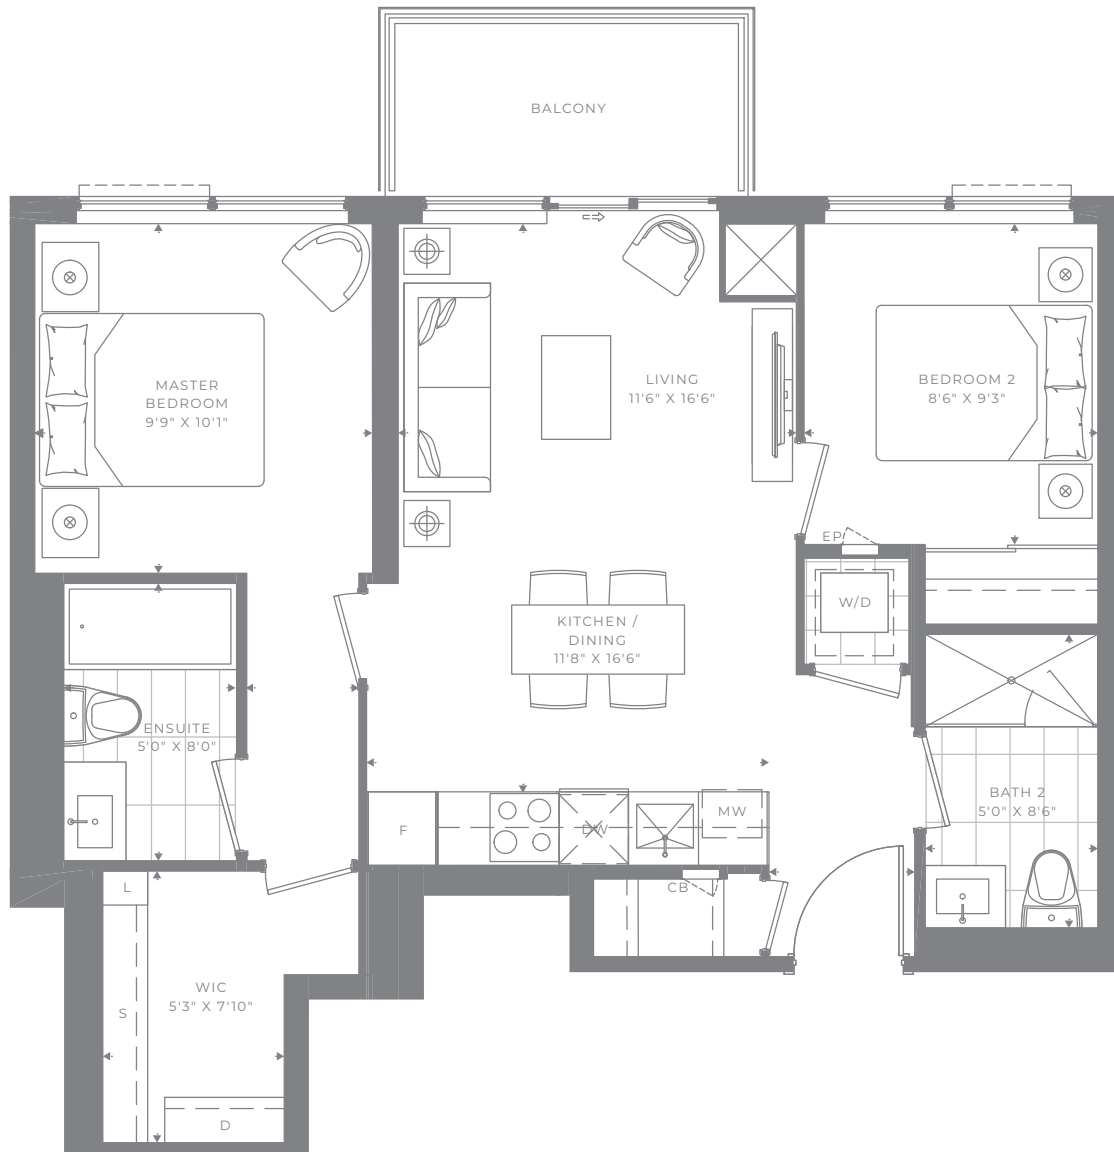 BALCONY
MASTER
BEDROOM
9'9" X 10'1"
LIVING
11'6" X 16'6"
BEDROOM 2
8'6" X 9'3"
EP
W/D
KITCHEN /
DINING
11'8" X 16'6"
ENSUITE
5'0" X 8'0"
BATH 2
5'0" X 8'6"
F
DW
MW
CB
L
WIC
5'3" X 7'10"
S
D